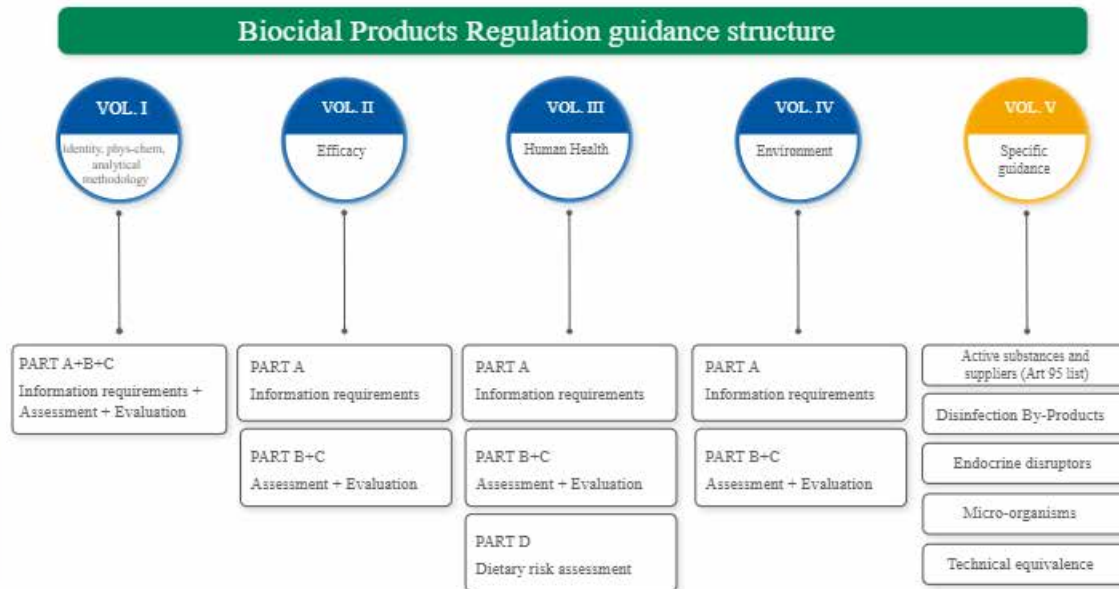 Biocidal Products Regulation guidance structure
VOL. I
Identity, phys-chem,
analytical
methodology
VOL. II
Efficacy
VOL. III
Human Health
VOL. IV
Environment
VOL. V
Specific
guidance
PART A+B+C
Information requirements +
Assessment + Evaluation
PART A
Information requirements
PART B+C
Assessment + Evaluation
PART A
Information requirements
PART B+C
Assessment + Evaluation
PART D
Dietary risk assessment
PART A
Information requirements
PART B+C
Assessment + Evaluation
Active substances and
suppliers (Art 95 list)
Disinfection By-Products
Endocrine disruptors
Micro-organisms
Technical equivalence